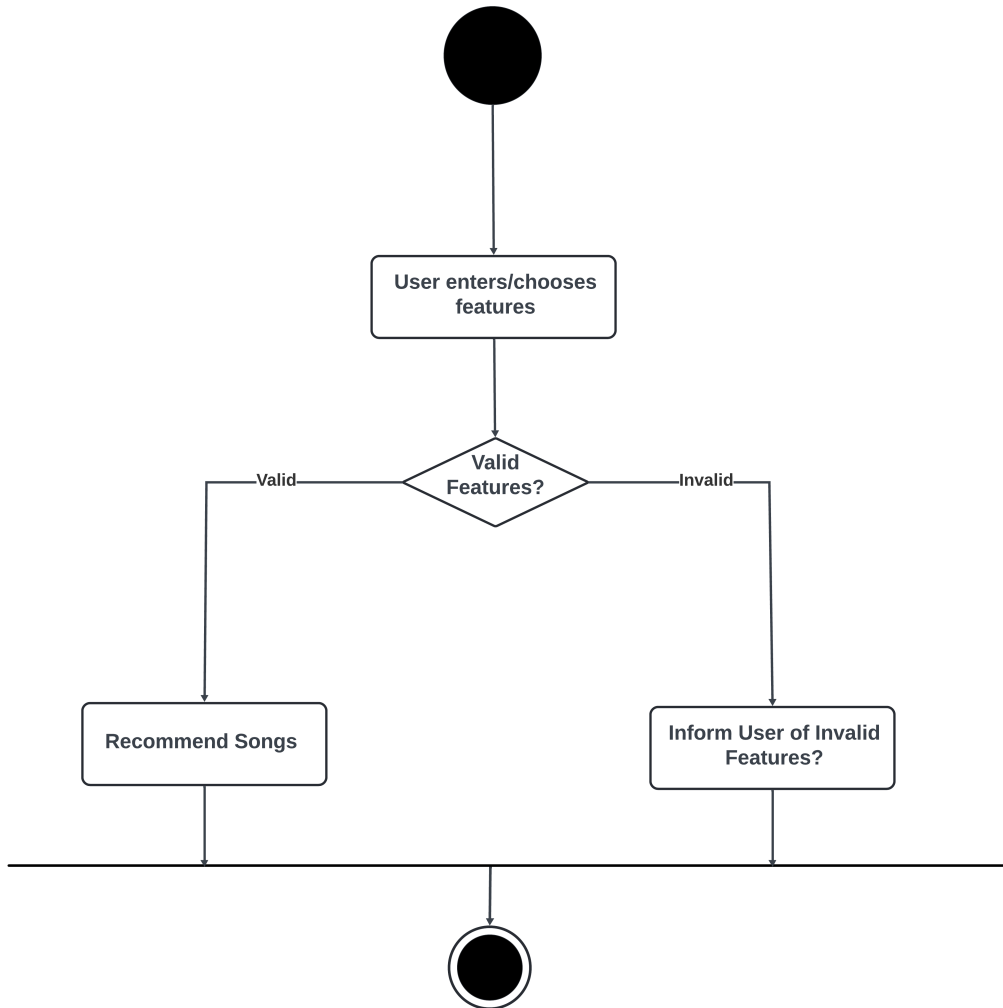 User enters/chooses
features
Valid
Features?
Valid
Invalid
Recommend Songs
Inform User of Invalid
Features?